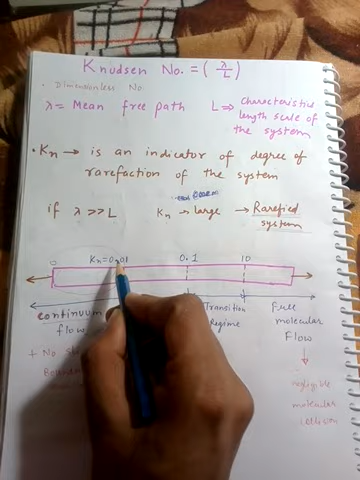 Knudsen No. = (λ/L)
· Dimensionless No
λ = Mean free path L ⇒ Characteristic
length scale of
the system
· Kn → is an indicator of degree of
rarefaction of the system
if λ >> L Kn → large → Rarefied
system
0 Kn=0.01 0.1 10
continuum Transition Full
flow Regime molecular
Flow
+ No
negligible
molecular
collision